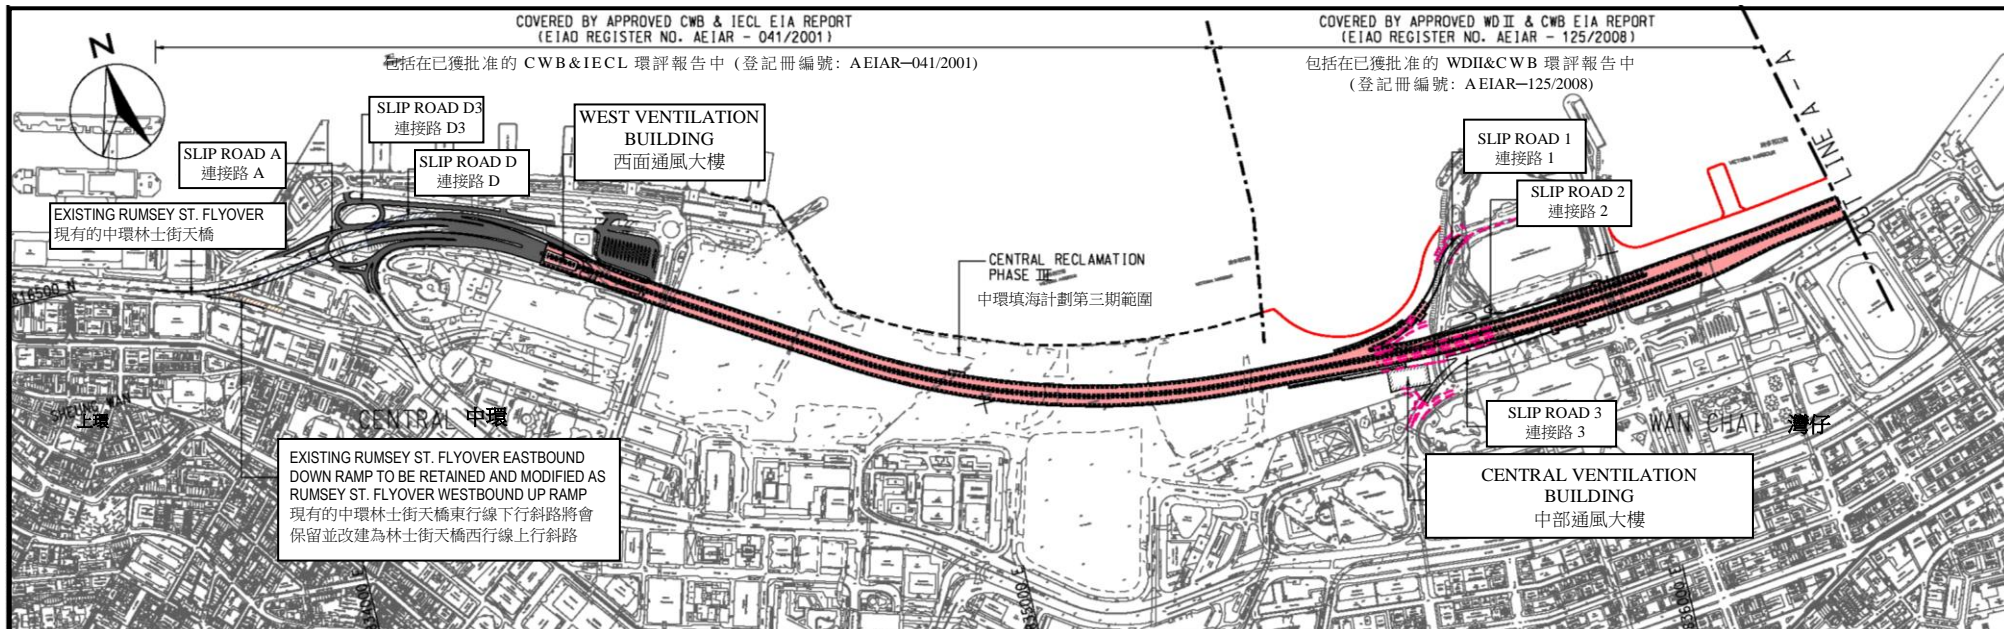 COVERED BY APPROVED CWB & IECL EIA REPORT
(EIAO REGISTER NO. AEIAR - 041/2001)
包括在已獲批准的 CWB&IECL 環評報告中 (登記冊編號: AEIAR—041/2001)
COVERED BY APPROVED WDII & CWB EIA REPORT
(EIAO REGISTER NO. AEIAR - 125/2008)
包括在已獲批准的 WDII&CWB 環評報告中
(登記冊編號: AEIAR—125/2008)
CUT LINE A - A
N
SLIP ROAD D3
連接路 D3
SLIP ROAD A
連接路 A
SLIP ROAD D
連接路 D
WEST VENTILATION
BUILDING
西面通風大樓
EXISTING RUMSEY ST. FLYOVER
現有的中環林士街天橋
SLIP ROAD 1
連接路 1
SLIP ROAD 2
連接路 2
CENTRAL RECLAMATION
PHASE III
中環填海計劃第三期範圍
816500 N
SHEUNG WAN
上環
CENTRAL 中環
SLIP ROAD 3
連接路 3
WAN CHAI 灣仔
EXISTING RUMSEY ST. FLYOVER EASTBOUND
DOWN RAMP TO BE RETAINED AND MODIFIED AS
RUMSEY ST. FLYOVER WESTBOUND UP RAMP
現有的中環林士街天橋東行線下行斜路將會
保留並改建為林士街天橋西行線上行斜路
CENTRAL VENTILATION
BUILDING
中部通風大樓